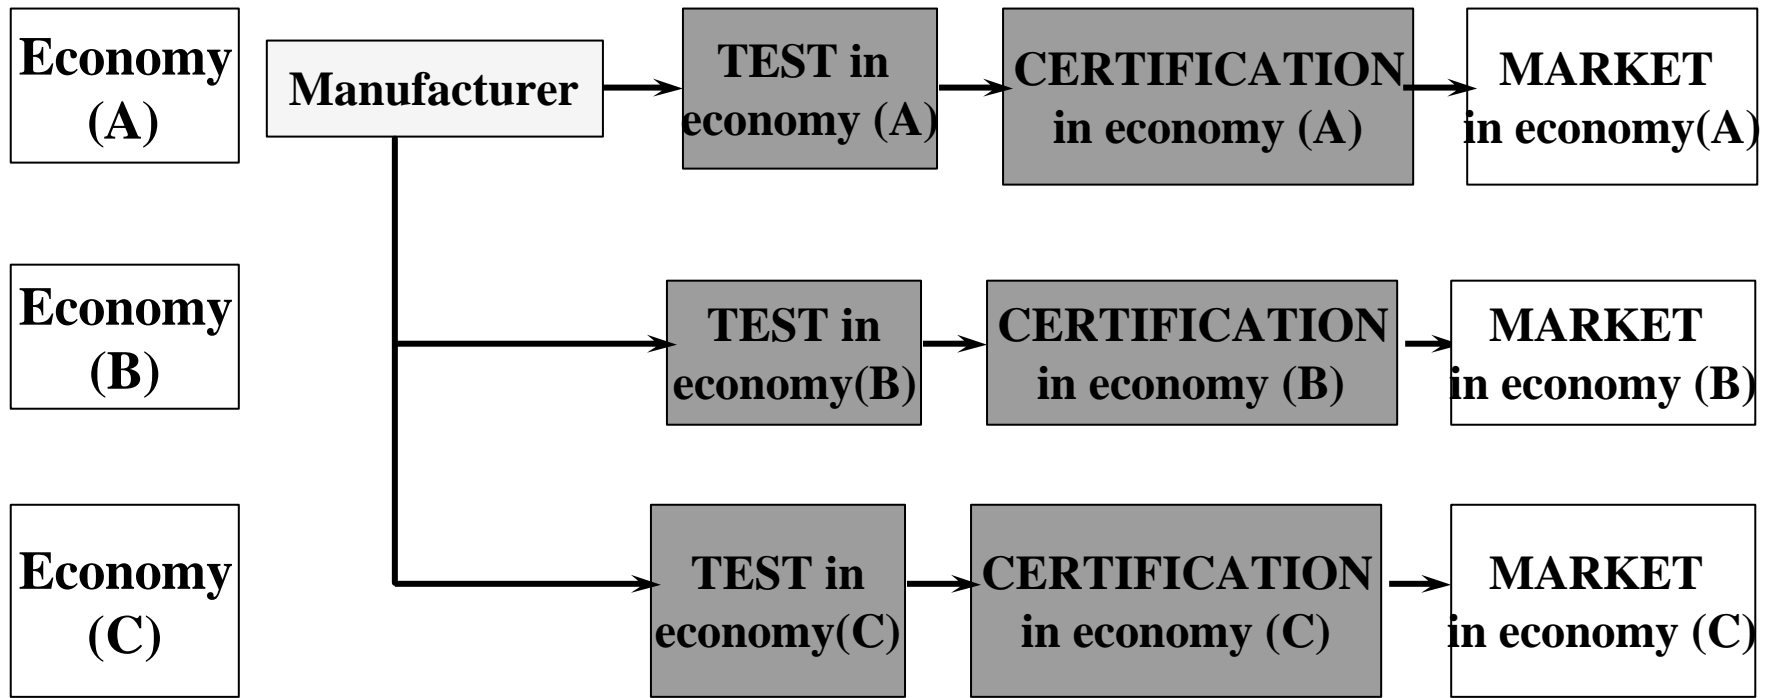 Economy
(A)
Manufacturer
TEST in
economy (A)
CERTIFICATION
in economy (A)
MARKET
in economy(A)
Economy
(B)
TEST in
economy(B)
CERTIFICATION
in economy (B)
MARKET
in economy (B)
Economy
(C)
TEST in
economy(C)
CERTIFICATION
in economy (C)
MARKET
in economy (C)